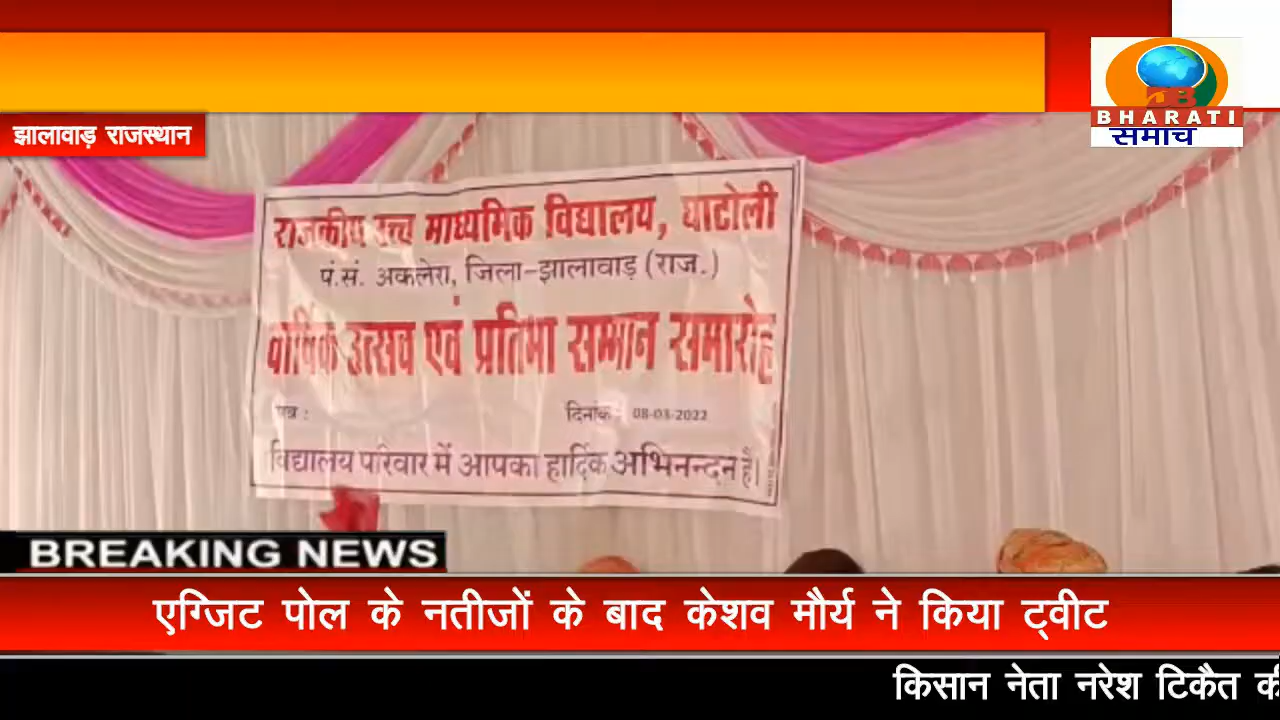 BHARATI
समाच
झालावाड़ राजस्थान
राजकीय उच्च माध्यमिक विद्यालय, घाटोली
पं.सं. अकलेरा, जिला-झालावाड़ (राज.)
वार्षिक उत्सव एवं प्रतिभा सम्मान समारोह
दिनांक : 08-03-2022
विद्यालय परिवार में आपका हार्दिक अभिनन्दन है।
BREAKING NEWS
एग्जिट पोल के नतीजों के बाद केशव मौर्य ने किया ट्वीट
किसान नेता नरेश टिकैत की